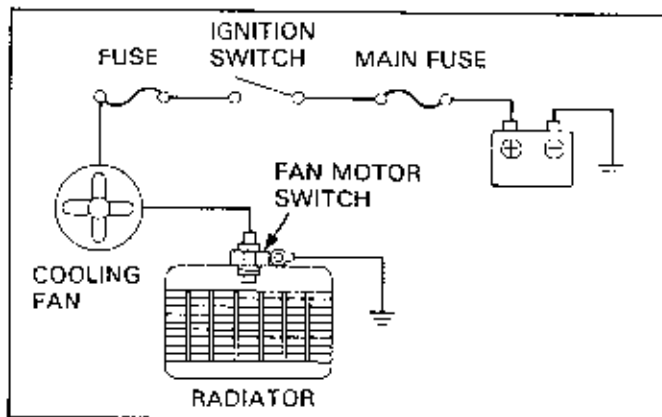 FUSE
IGNITION
SWITCH
MAIN FUSE
FAN MOTOR
SWITCH
COOLING
FAN
RADIATOR